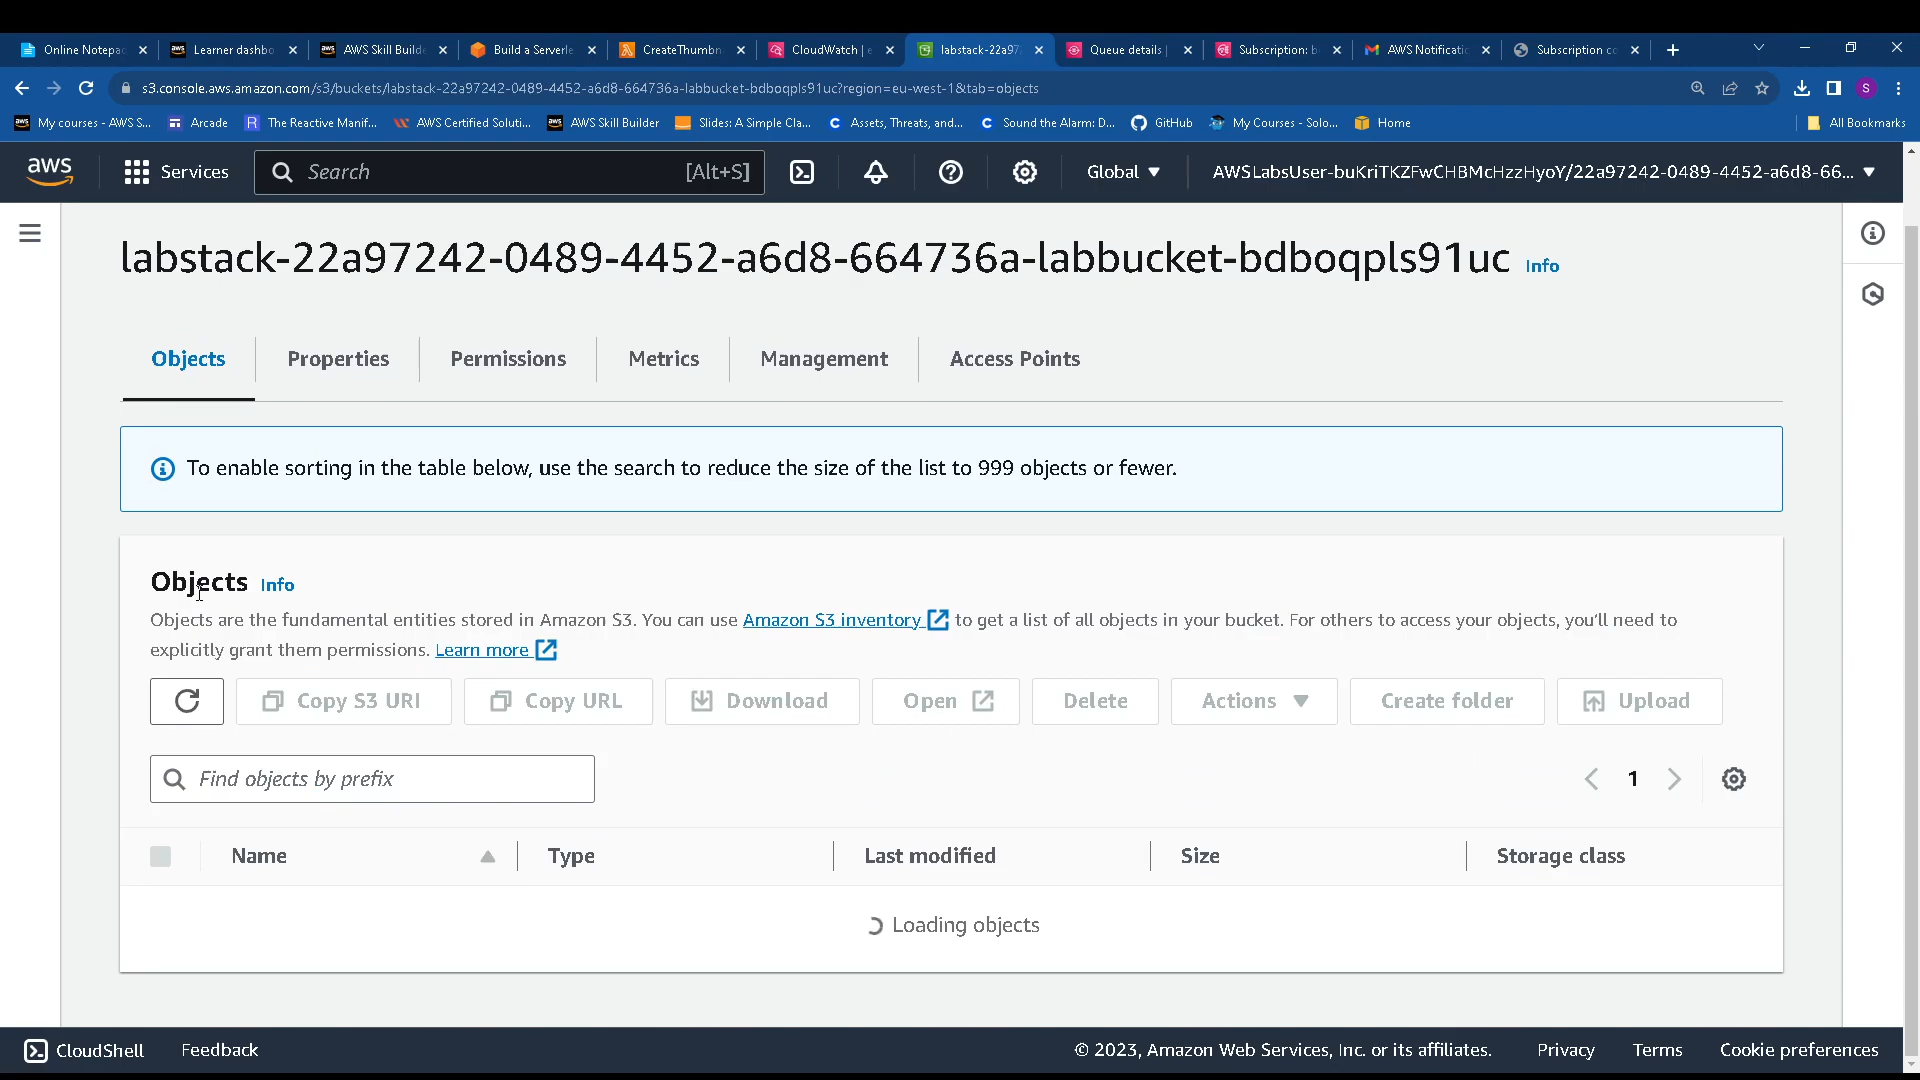 Online Notepa
Learner dashbo
AWS Skill Builde
Build a Serverle
CreateThumbn
CloudWatch | e
labstack-22a97
Queue details |
Subscription: b
AWS Notificatio
Subscription co
s3.console.aws.amazon.com/s3/buckets/labstack-22a97242-0489-4452-a6d8-664736a-labbucket-bdboqpls91uc?region=eu-west-1&tab=objects
S
My courses - AWS S...
Arcade
The Reactive Manif...
AWS Certified Soluti...
AWS Skill Builder
Slides: A Simple Cla...
Assets, Threats, and...
Sound the Alarm: D...
GitHub
My Courses - Solo...
Home
All Bookmarks
aws
Services
Search
[Alt+S]
Global
AWSLabsUser-buKriTKZFwCHBMcHzzHyoY/22a97242-0489-4452-a6d8-66...
labstack-22a97242-0489-4452-a6d8-664736a-labbucket-bdboqpls91uc Info
Objects
Properties
Permissions
Metrics
Management
Access Points
To enable sorting in the table below, use the search to reduce the size of the list to 999 objects or fewer.
Objects Info
Objects are the fundamental entities stored in Amazon S3. You can use Amazon S3 inventory to get a list of all objects in your bucket. For others to access your objects, you'll need to
explicitly grant them permissions. Learn more
Copy S3 URI
Copy URL
Download
Open
Delete
Actions
Create folder
Upload
Find objects by prefix
1
Name
Type
Last modified
Size
Storage class
Loading objects
CloudShell
Feedback
© 2023, Amazon Web Services, Inc. or its affiliates.
Privacy
Terms
Cookie preferences